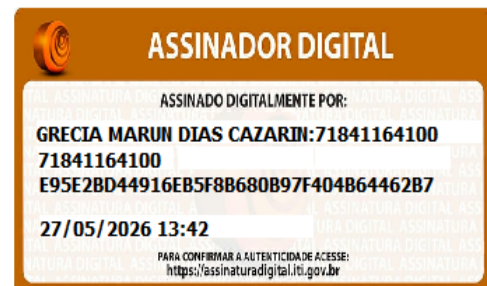 ASSINADOR DIGITAL
ASSINADO DIGITALMENTE POR:
GRECIA MARUN DIAS CAZARIN:71841164100
71841164100
E95E2BD44916EB5F8B680B97F404B64462B7
27/05/2026 13:42
PARA CONFIRMAR A AUTENTICIDADE ACESSE:
https://assinaturadigital.iti.gov.br